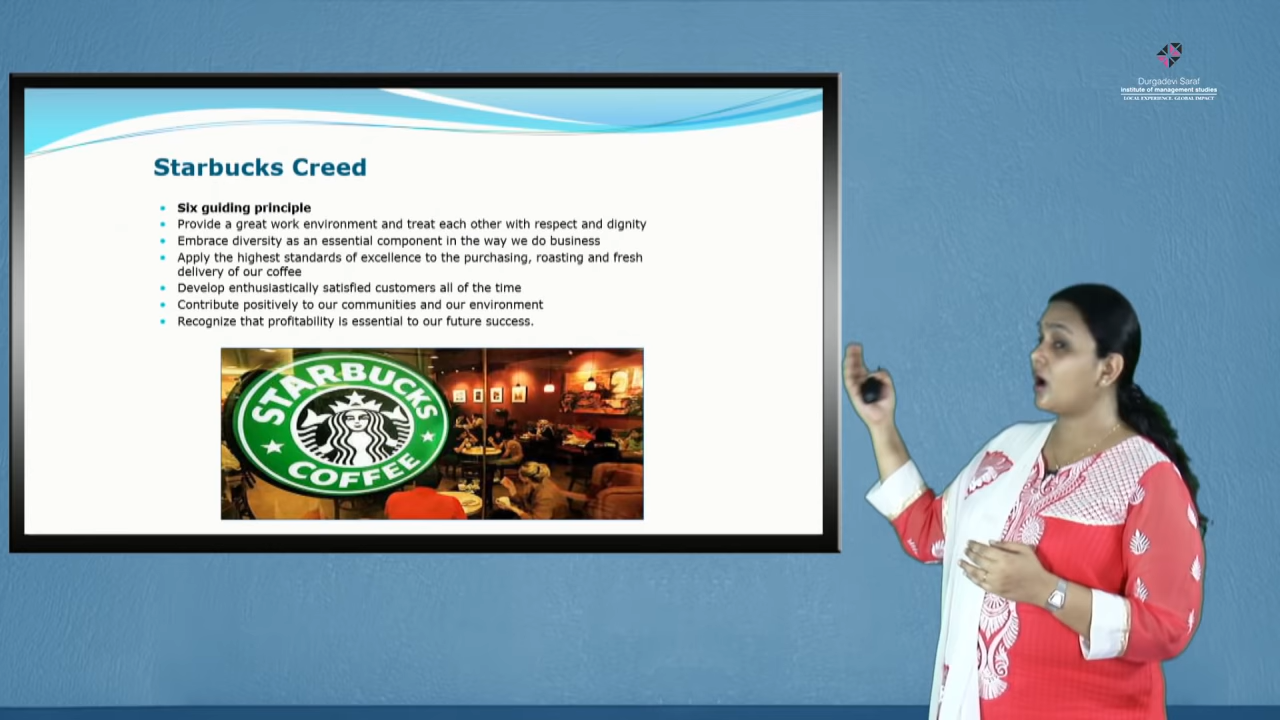 Durgadevi Saraf
institute of management studies
LOCAL EXPERIENCE. GLOBAL IMPACT
Starbucks Creed
Six guiding principle
Provide a great work environment and treat each other with respect and dignity
Embrace diversity as an essential component in the way we do business
Apply the highest standards of excellence to the purchasing, roasting and fresh
delivery of our coffee
Develop enthusiastically satisfied customers all of the time
Contribute positively to our communities and our environment
Recognize that profitability is essential to our future success.
STARBUCKS
COFFEE